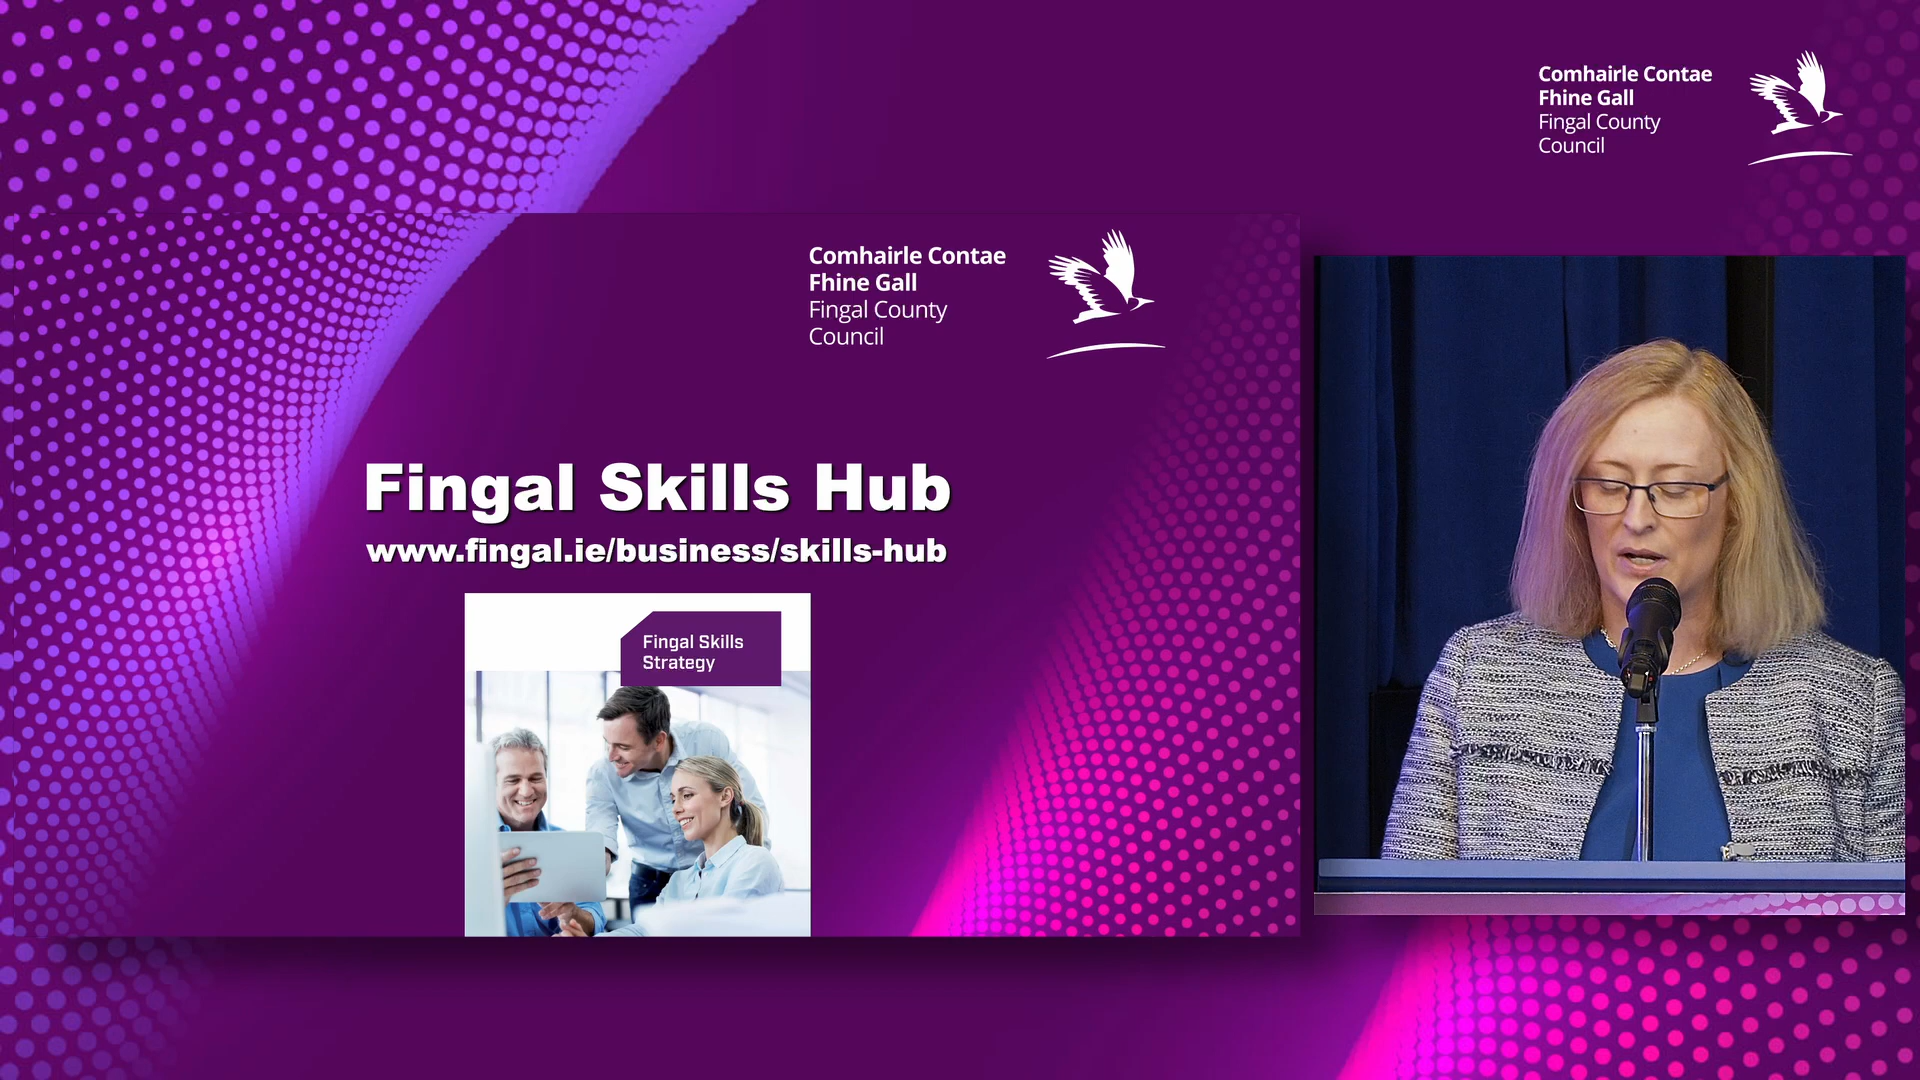 Comhairle Contae
Fhine Gall
Fingal County
Council
Comhairle Contae
Fhine Gall
Fingal County
Council
Fingal Skills Hub
www.fingal.ie/business/skills-hub
Fingal Skills
Strategy